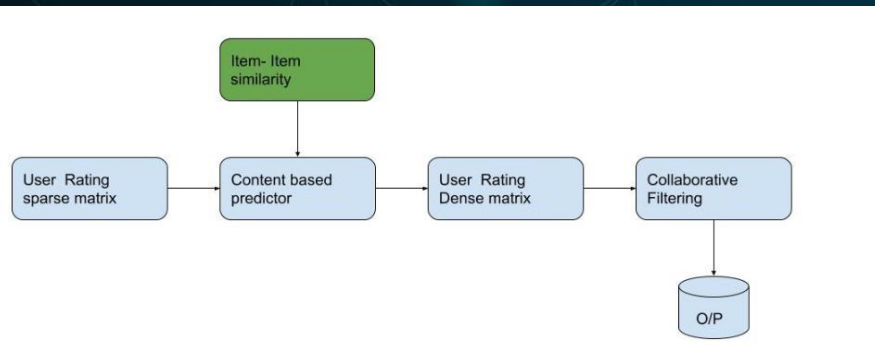 Item- Item
similarity
User Rating
sparse matrix
Content based
predictor
User Rating
Dense matrix
Collaborative
Filtering
O/P